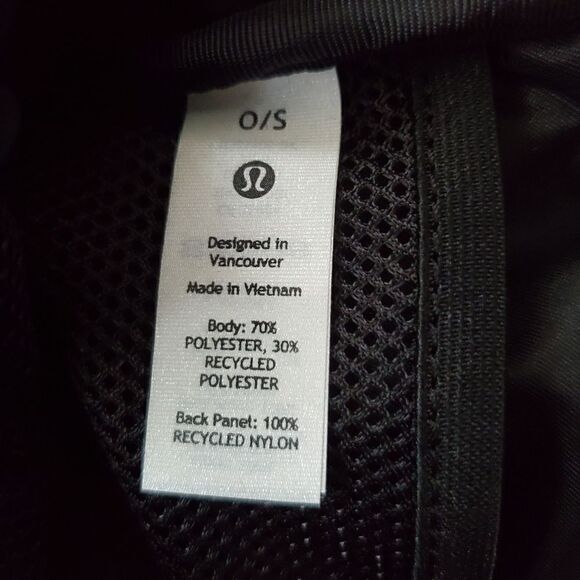 O/S
Designed in
Vancouver
Made in Vietnam
Body: 70%
POLYESTER, 30%
RECYCLED
POLYESTER
Back Panel: 100%
RECYCLED NYLON